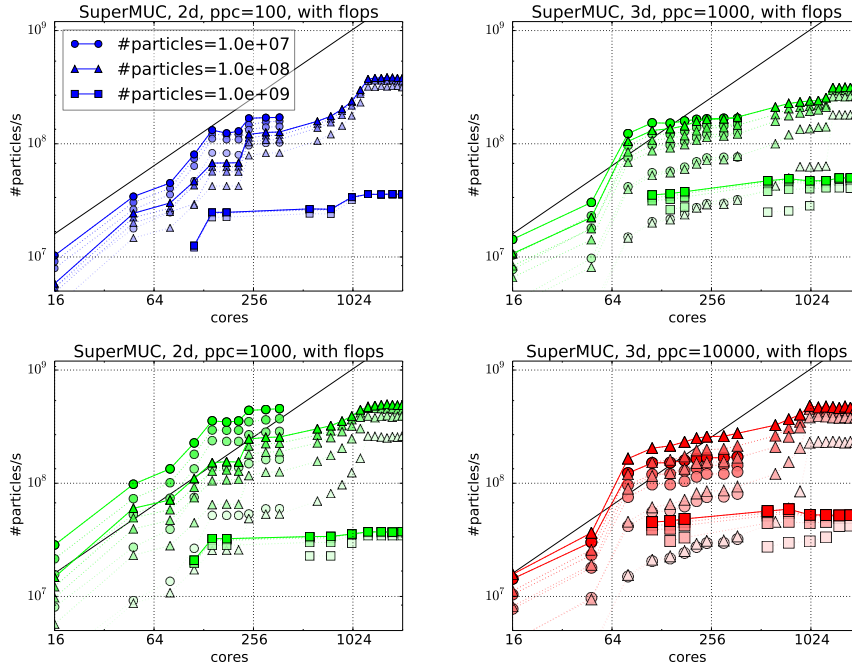 SuperMUC, 2d, ppc=100, with flops
#particles/s
10⁹
10⁸
10⁷
#particles=1.0e+07
#particles=1.0e+08
#particles=1.0e+09
16 64 256 1024
cores
SuperMUC, 3d, ppc=1000, with flops
#particles/s
10⁹
10⁸
10⁷
16 64 256 1024
cores
SuperMUC, 2d, ppc=1000, with flops
#particles/s
10⁹
10⁸
10⁷
16 64 256 1024
cores
SuperMUC, 3d, ppc=10000, with flops
#particles/s
10⁹
10⁸
10⁷
16 64 256 1024
cores